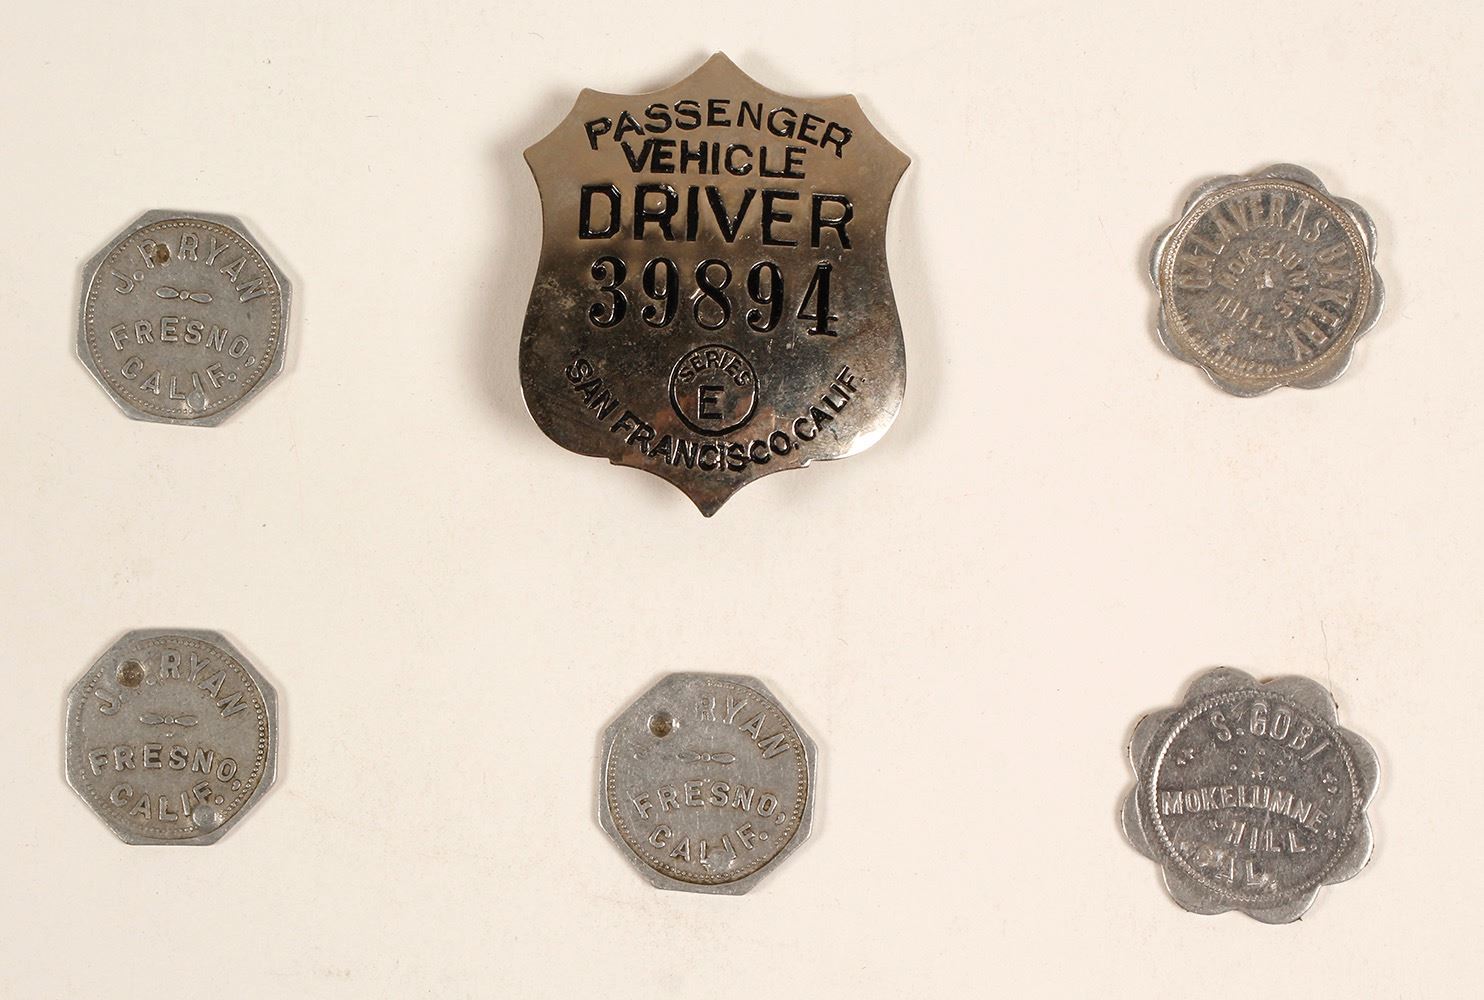 PASSENGER
VEHICLE
DRIVER
39894
SERIES
E
SAN FRANCISCO, CALIF.
J. P. RYAN
FRESNO,
CALIF.
CALAVERAS BAKERY
MOKELUMNE
HILL
J. RYAN
FRESNO,
CALIF.
RYAN
FRESNO,
CALIF.
S. GOBI
MOKELUMNE
HILL
CAL.